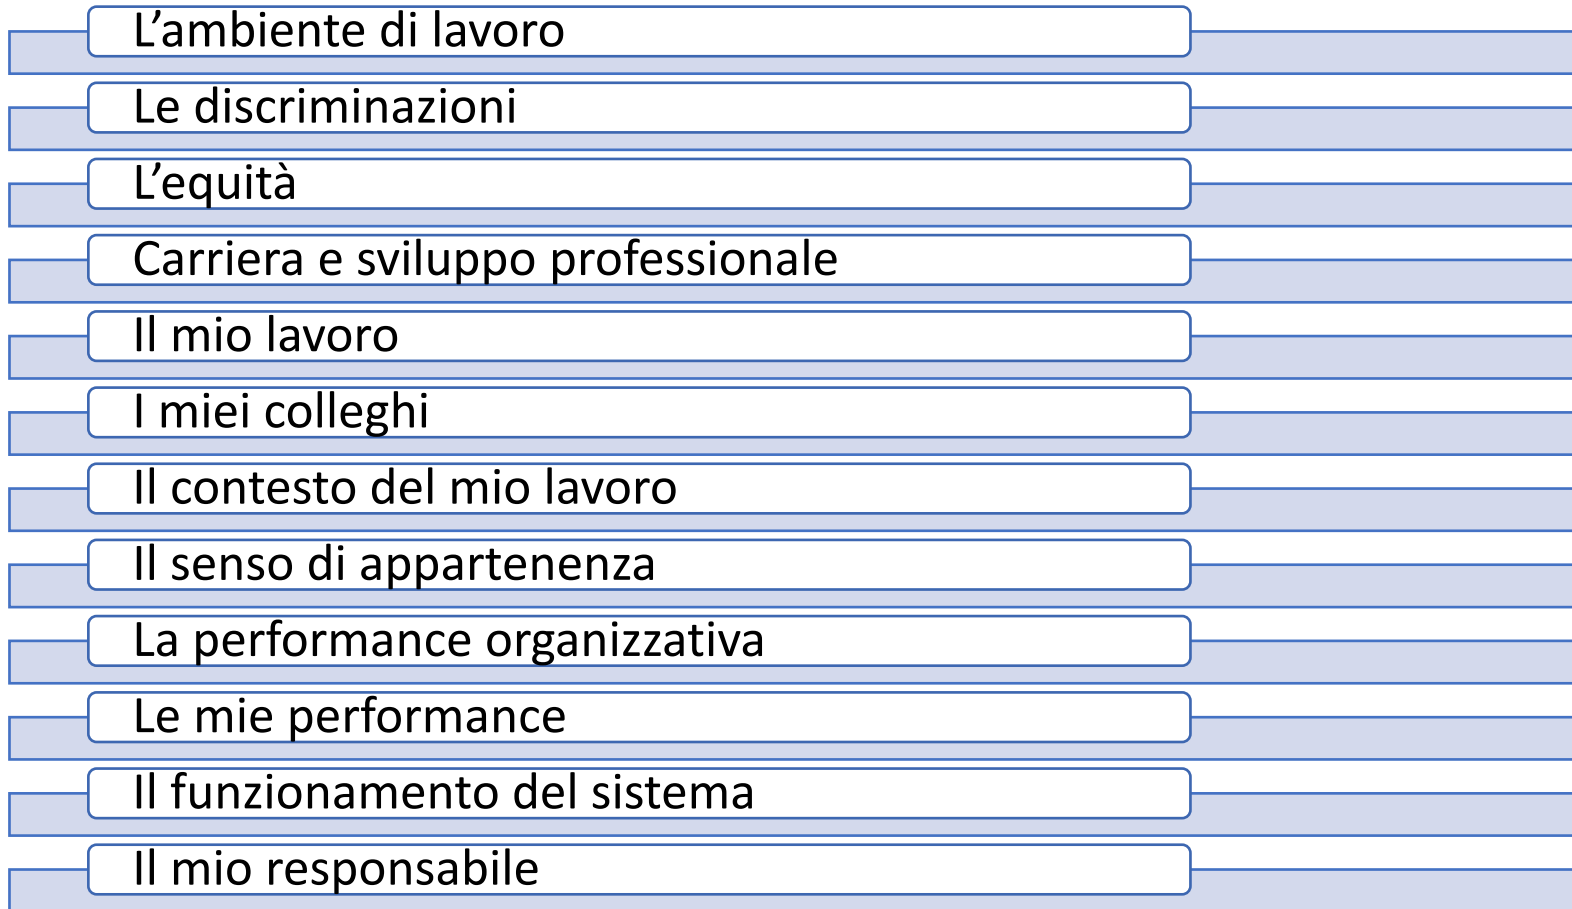 L’ambiente di lavoro
Le discriminazioni
L’equità
Carriera e sviluppo professionale
Il mio lavoro
I miei colleghi
Il contesto del mio lavoro
Il senso di appartenenza
La performance organizzativa
Le mie performance
Il funzionamento del sistema
Il mio responsabile